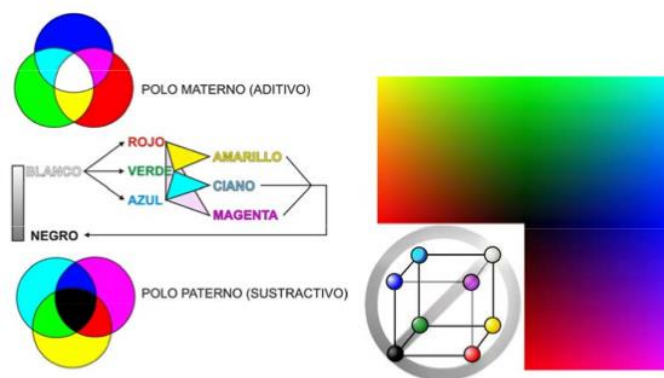 POLO MATERNO (ADITIVO)
ROJO
BLANCO
VERDE
AZUL
AMARILLO
CIANO
MAGENTA
NEGRO
POLO PATERNO (SUSTRACTIVO)